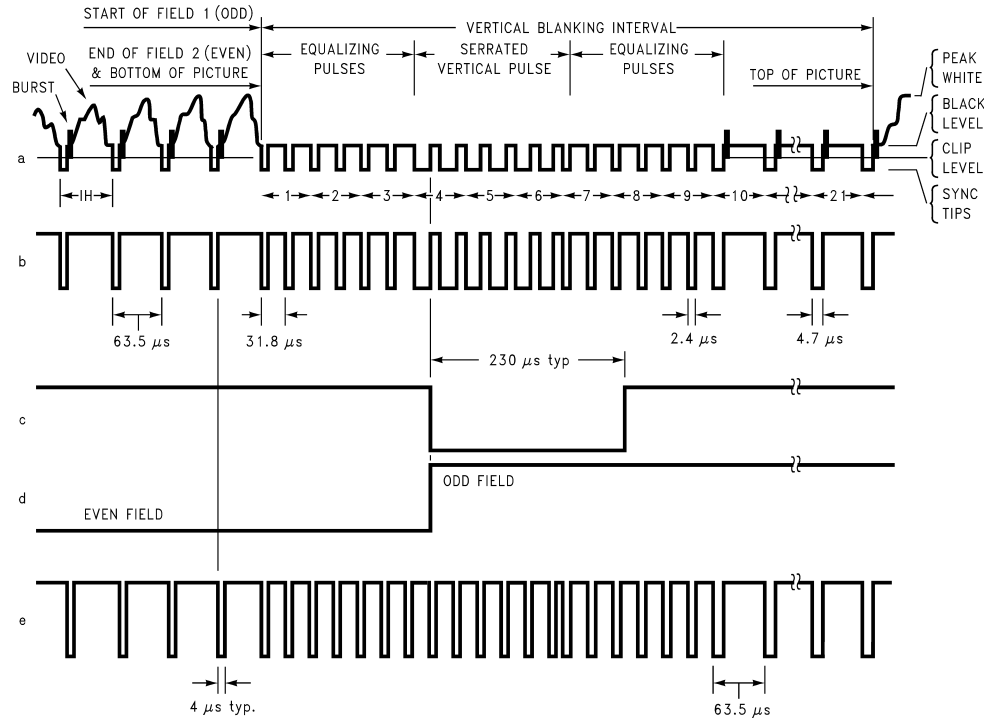 START OF FIELD 1 (ODD)
VERTICAL BLANKING INTERVAL
VIDEO
END OF FIELD 2 (EVEN)
& BOTTOM OF PICTURE
EQUALIZING
PULSES
SERRATED
VERTICAL PULSE
EQUALIZING
PULSES
TOP OF PICTURE
PEAK
WHITE
BURST
BLACK
LEVEL
a
CLIP
LEVEL
IH
1 2 3 4 5 6 7 8 9 10 21
SYNC
TIPS
b
63.5 μs
31.8 μs
2.4 μs
4.7 μs
230 μs typ
c
ODD FIELD
d
EVEN FIELD
e
4 μs typ.
63.5 μs